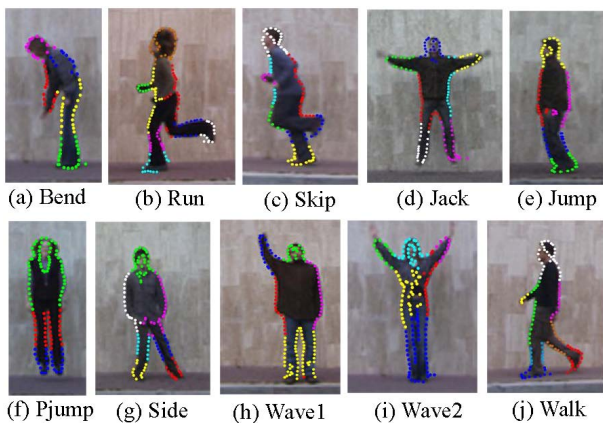 (a) Bend (b) Run (c) Skip (d) Jack (e) Jump
(f) Pjump (g) Side (h) Wave1 (i) Wave2 (j) Walk